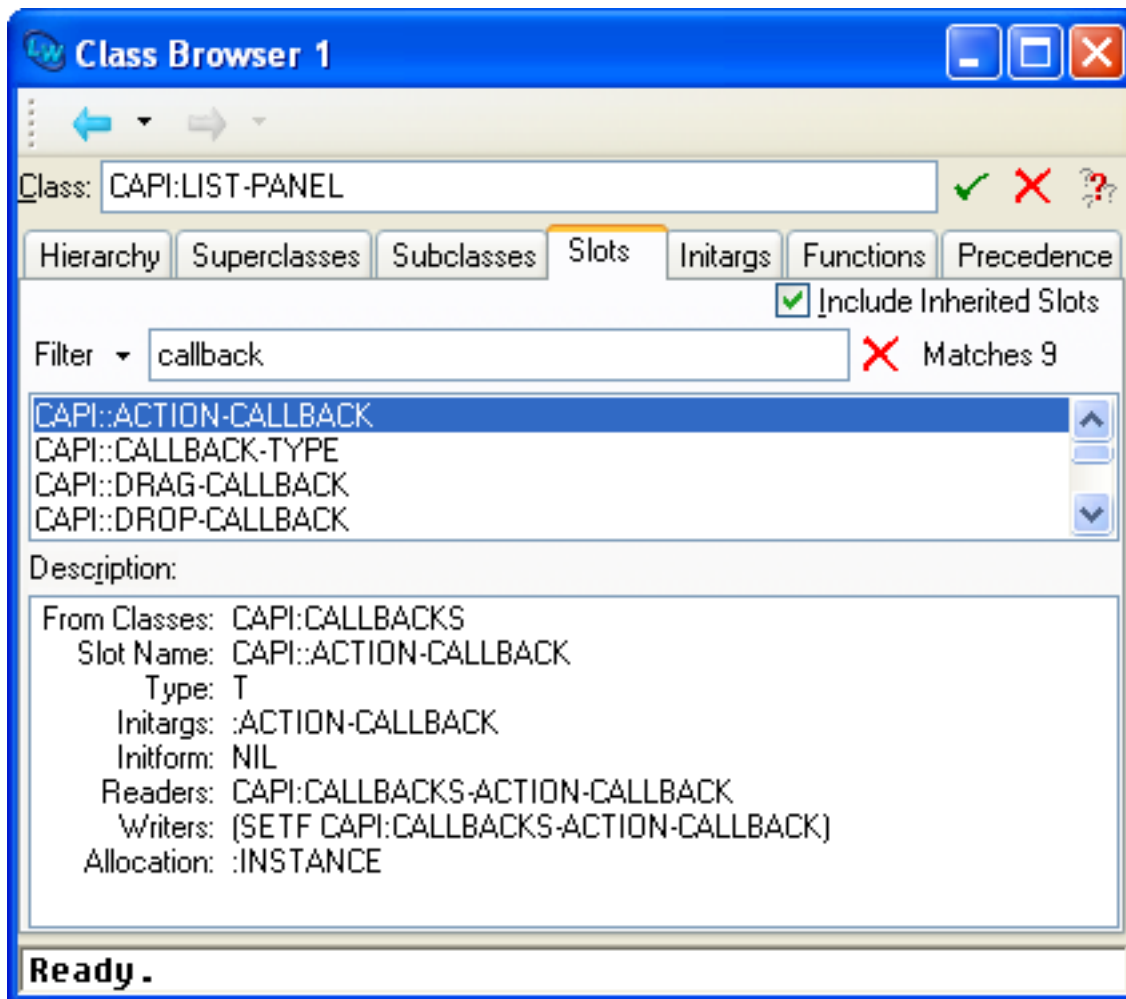 LW Class Browser 1
Class: CAPI:LIST-PANEL ??
Hierarchy Superclasses Subclasses Slots Initargs Functions Precedence
Include Inherited Slots
Filter callback Matches 9
CAPI::ACTION-CALLBACK
CAPI::CALLBACK-TYPE
CAPI::DRAG-CALLBACK
CAPI::DROP-CALLBACK
Description:
From Classes: CAPI:CALLBACKS
Slot Name: CAPI::ACTION-CALLBACK
Type: T
Initargs: :ACTION-CALLBACK
Initform: NIL
Readers: CAPI:CALLBACKS-ACTION-CALLBACK
Writers: (SETF CAPI:CALLBACKS-ACTION-CALLBACK)
Allocation: :INSTANCE
Ready.